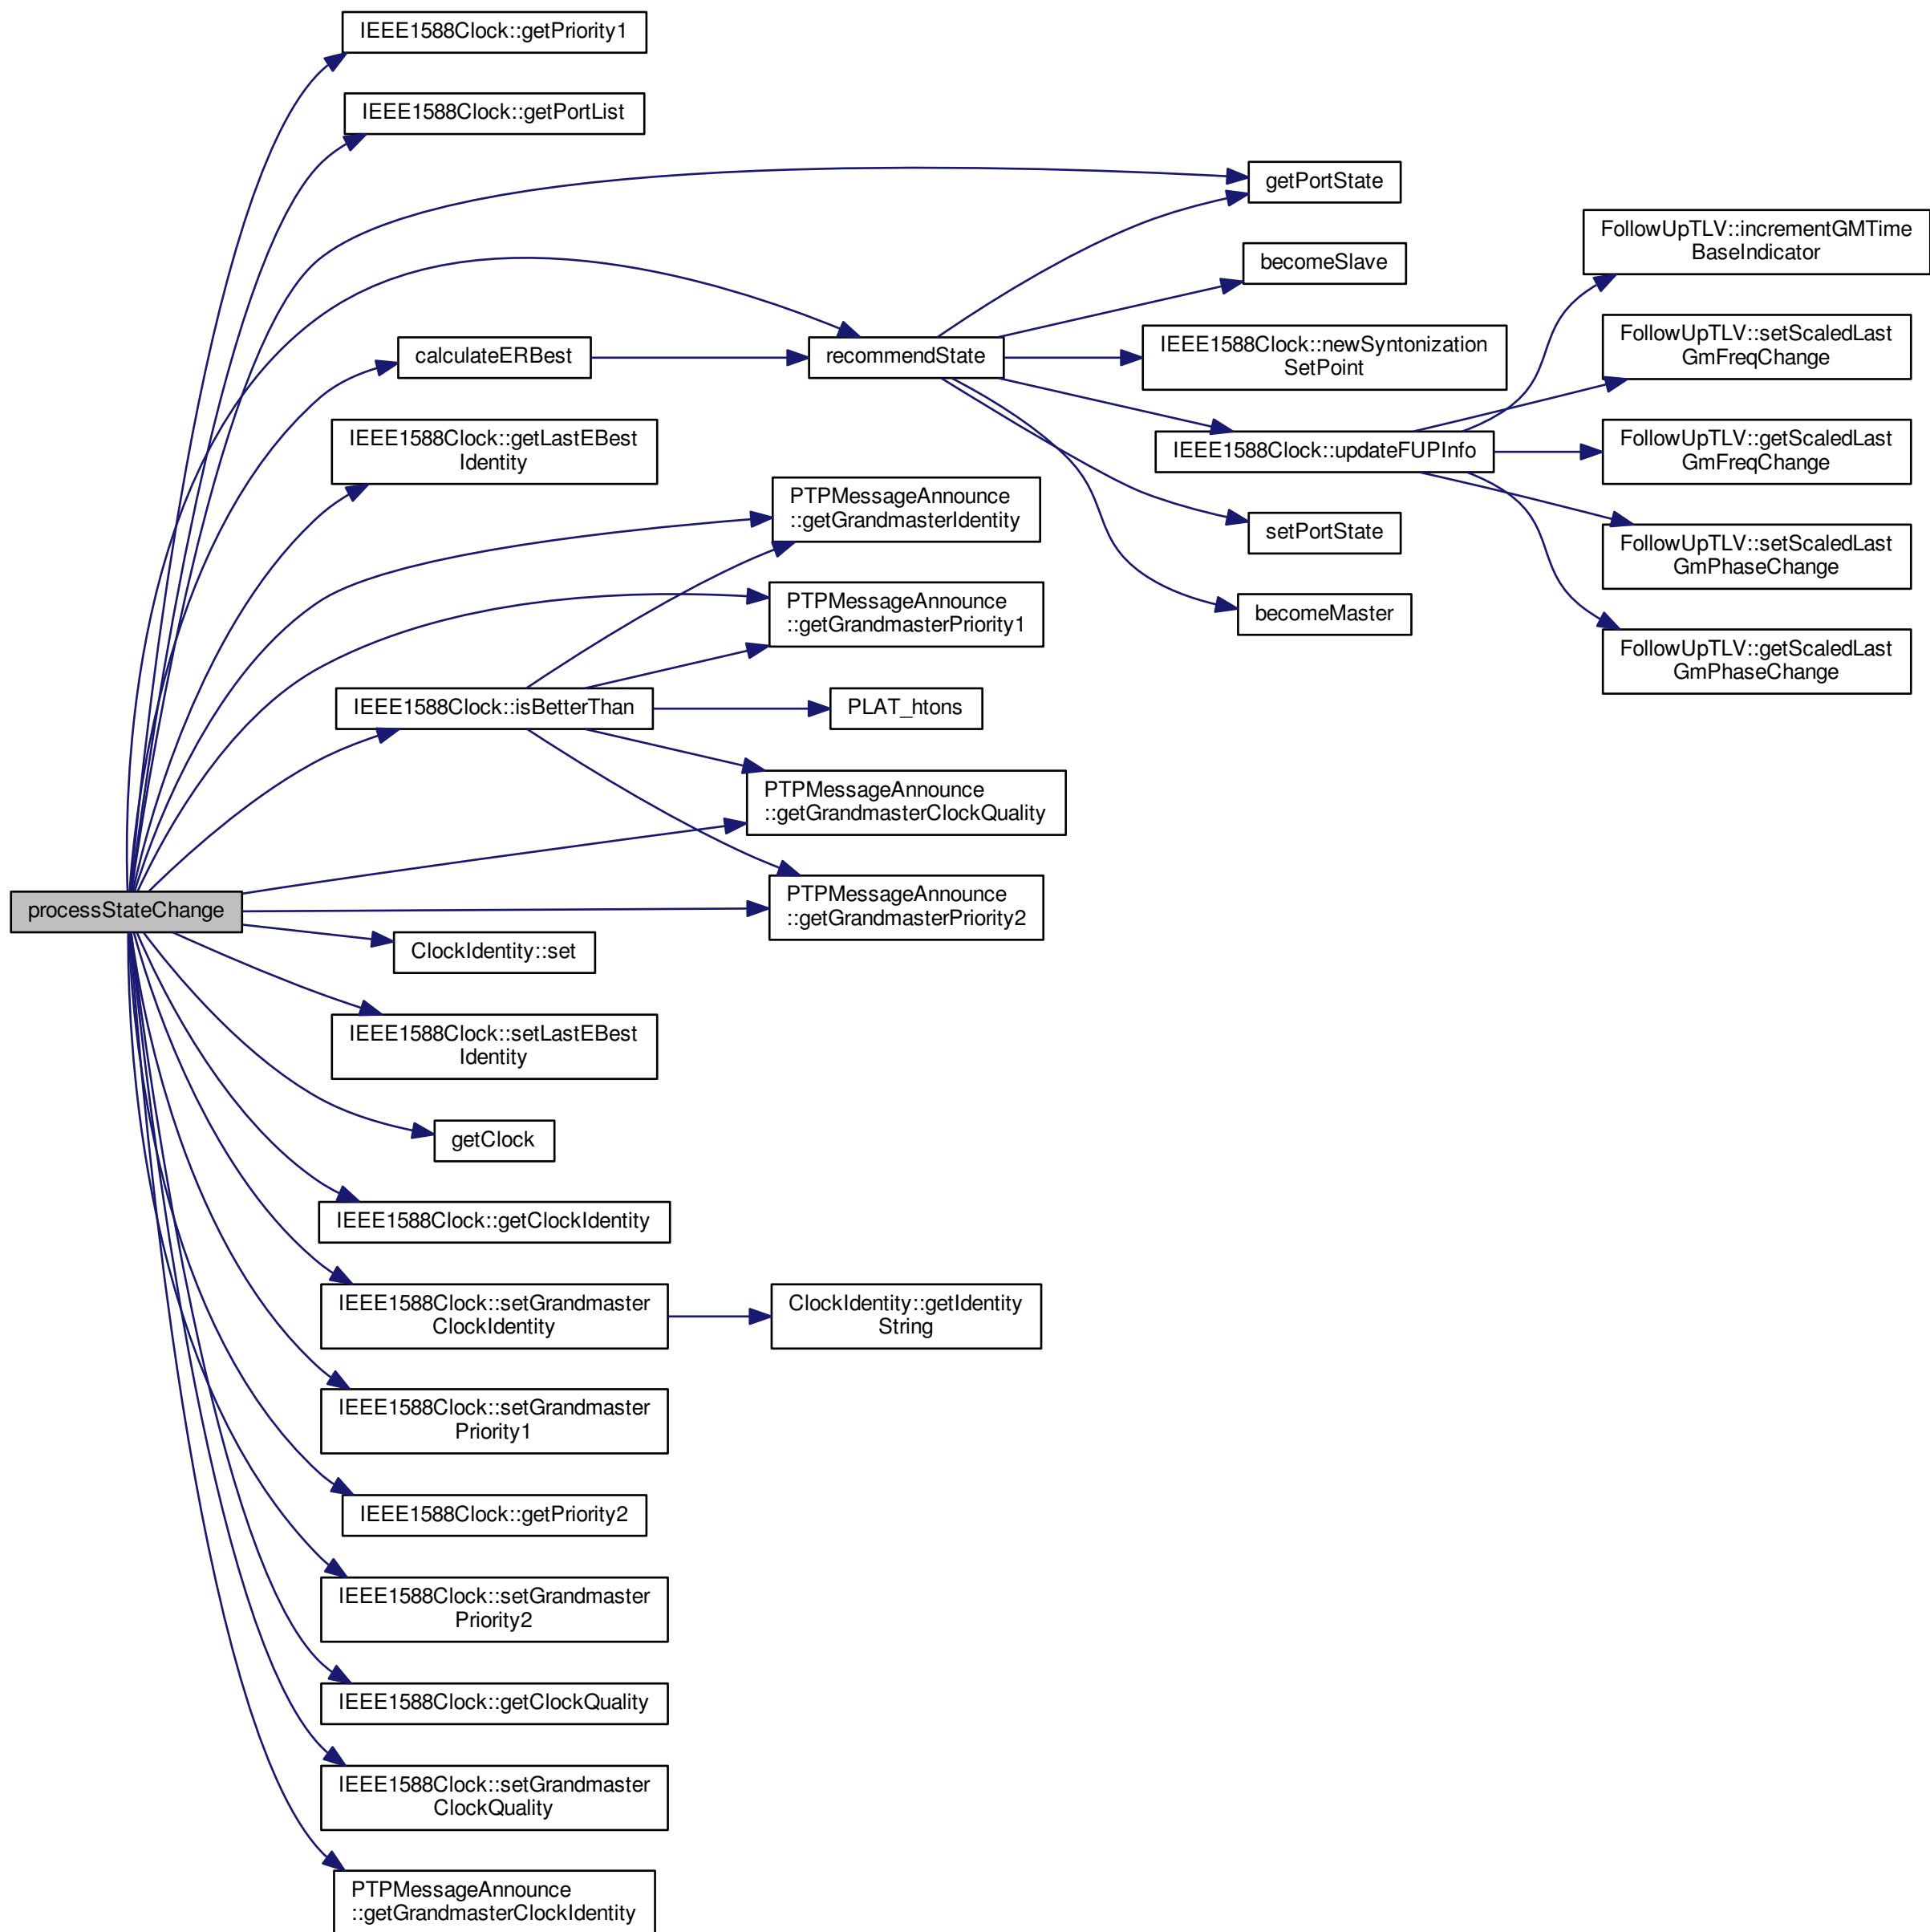 IEEE1588Clock::getPriority1
IEEE1588Clock::getPortList
getPortState
FollowUpTLV::incrementGMTime
BaseIndicator
becomeSlave
calculateERBest
recommendState
IEEE1588Clock::newSyntonization
SetPoint
FollowUpTLV::setScaledLast
GmFreqChange
IEEE1588Clock::getLastEBest
Identity
IEEE1588Clock::updateFUPInfo
FollowUpTLV::getScaledLast
GmFreqChange
PTPMessageAnnounce
::getGrandmasterIdentity
setPortState
FollowUpTLV::setScaledLast
GmPhaseChange
PTPMessageAnnounce
::getGrandmasterPriority1
becomeMaster
FollowUpTLV::getScaledLast
GmPhaseChange
IEEE1588Clock::isBetterThan
PLAT_htons
PTPMessageAnnounce
::getGrandmasterClockQuality
processStateChange
PTPMessageAnnounce
::getGrandmasterPriority2
ClockIdentity::set
IEEE1588Clock::setLastEBest
Identity
getClock
IEEE1588Clock::getClockIdentity
IEEE1588Clock::setGrandmaster
ClockIdentity
ClockIdentity::getIdentity
String
IEEE1588Clock::setGrandmaster
Priority1
IEEE1588Clock::getPriority2
IEEE1588Clock::setGrandmaster
Priority2
IEEE1588Clock::getClockQuality
IEEE1588Clock::setGrandmaster
ClockQuality
PTPMessageAnnounce
::getGrandmasterClockIdentity